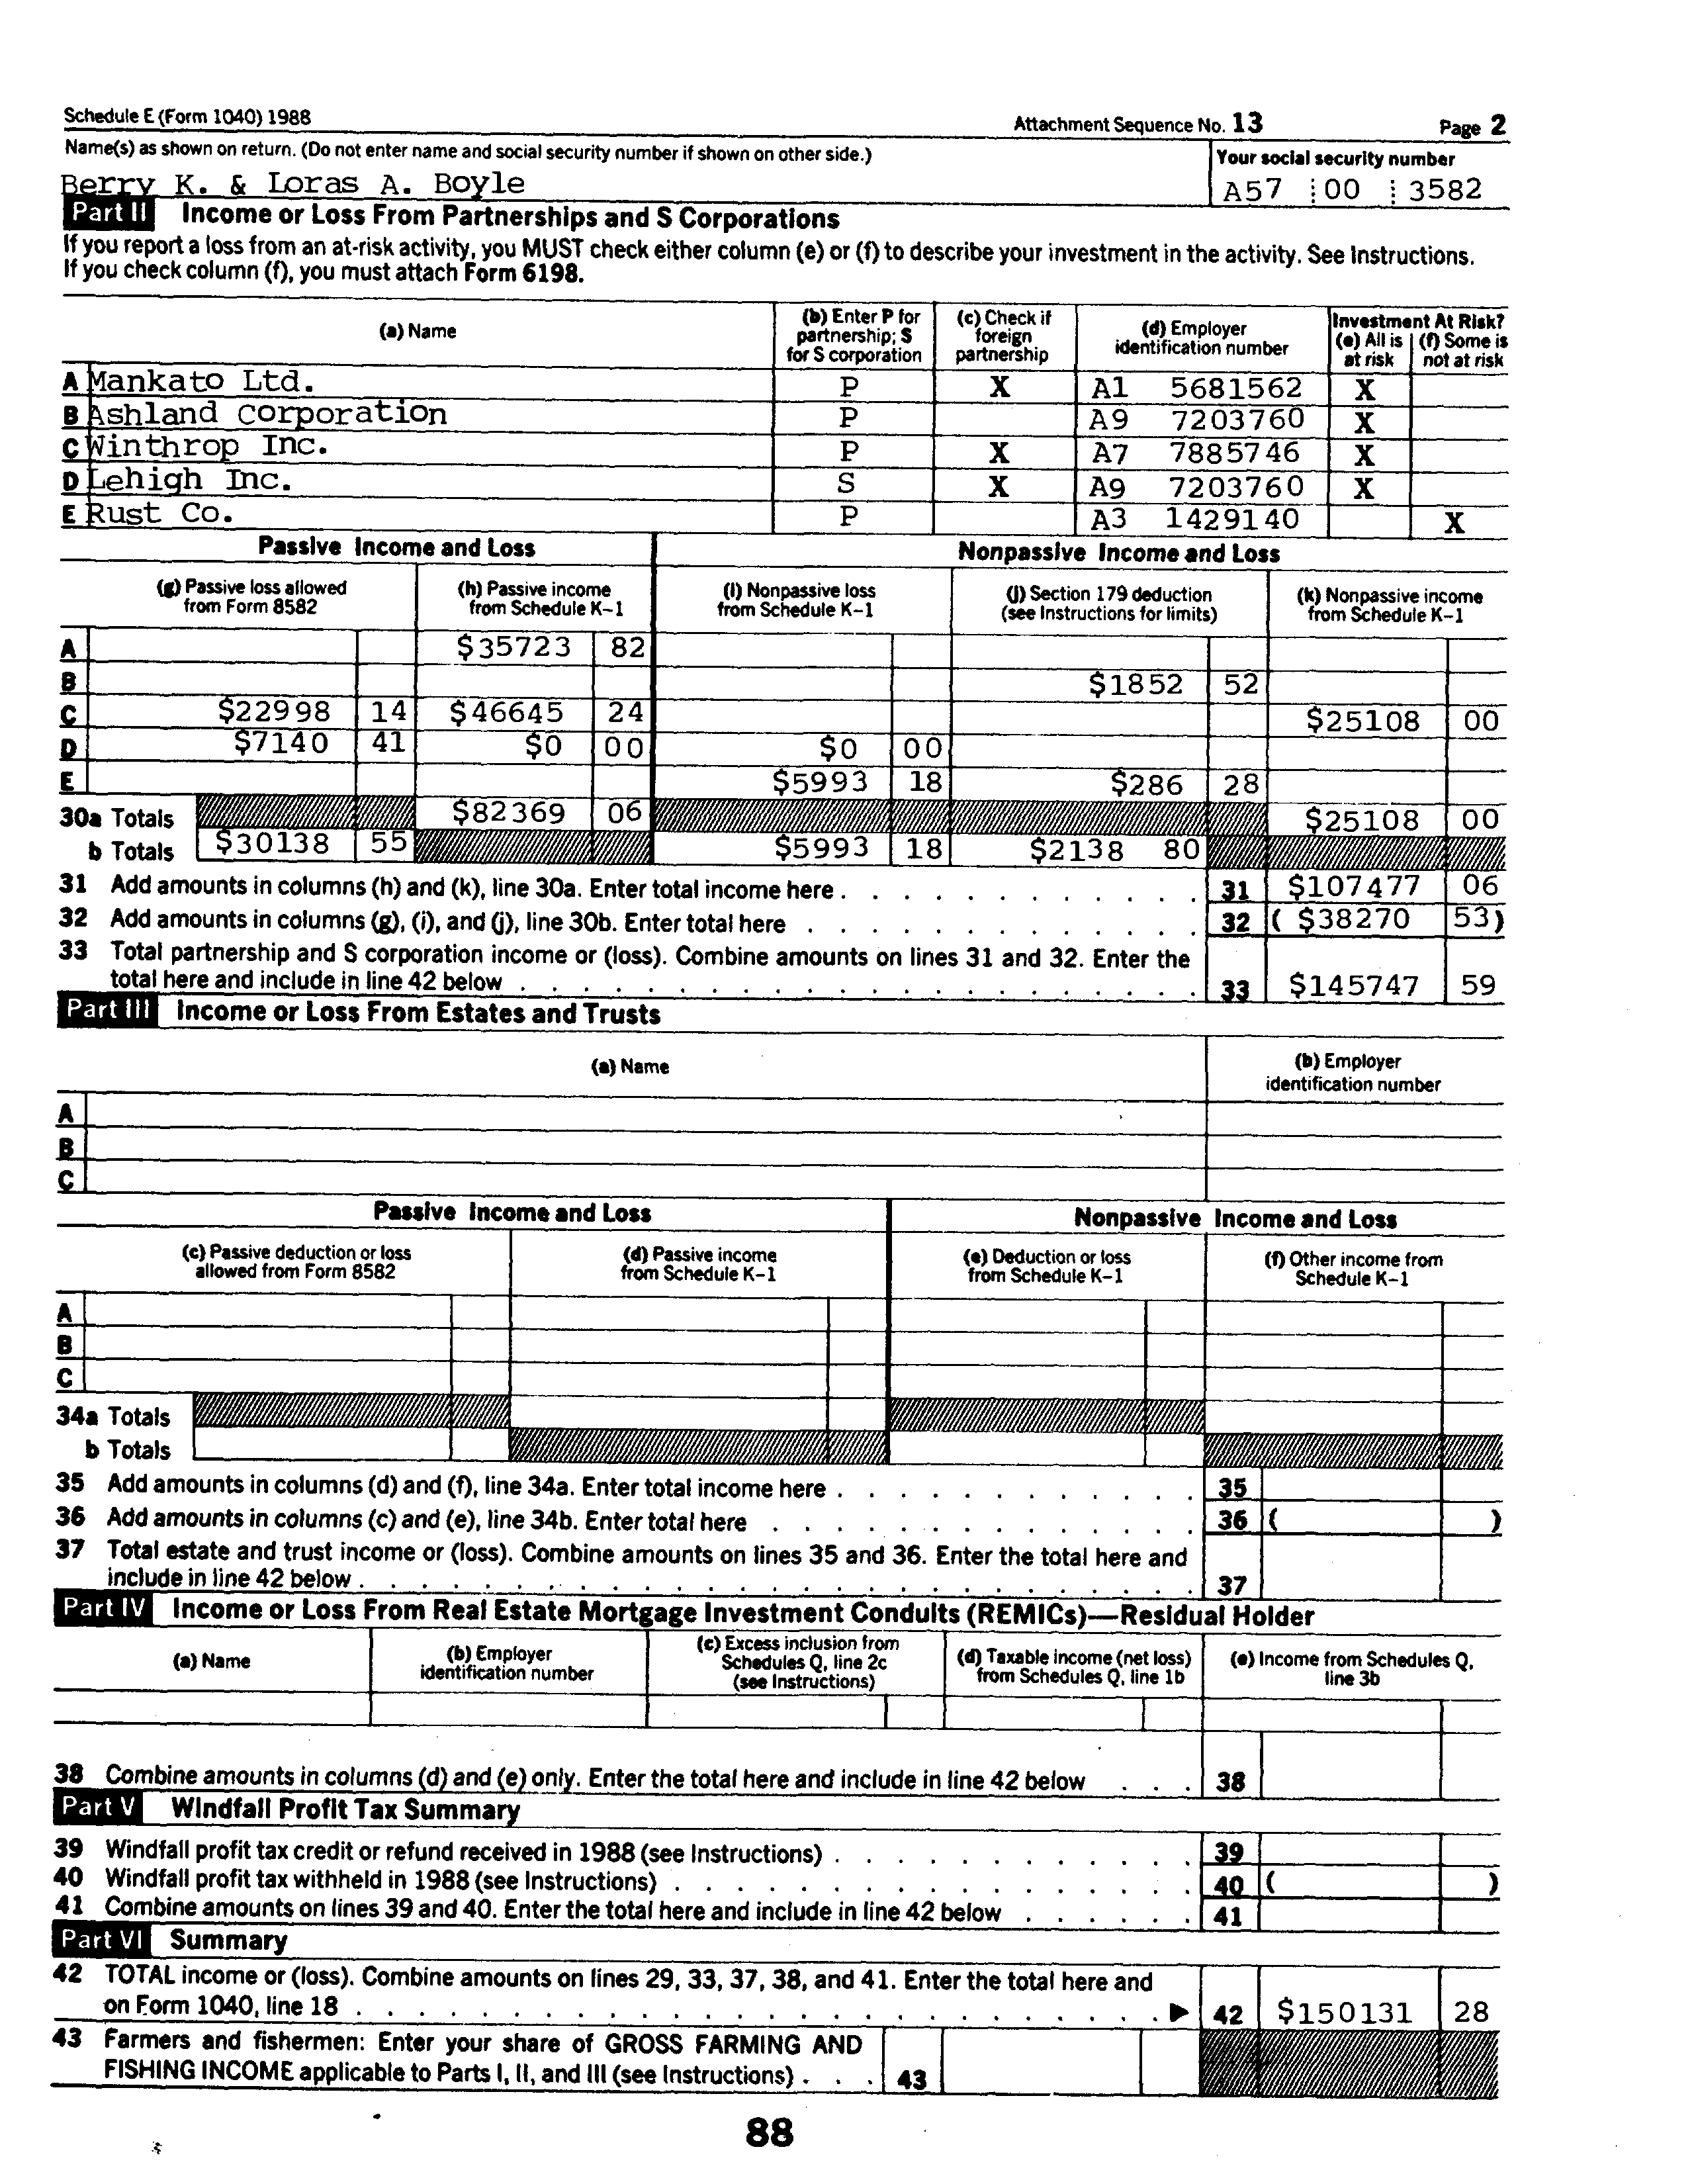 Schedule E (Form 1040) 1988 Attachment Sequence No. 13 Page 2
Name(s) as shown on return. (Do not enter name and social security number if shown on other side.) Your social security number
Berry K. & Loras A. Boyle A57 00 3582
Part II Income or Loss From Partnerships and S Corporations
If you report a loss from an at-risk activity, you MUST check either column (e) or (f) to describe your investment in the activity. See Instructions.
If you check column (f), you must attach Form 6198.
(a) Name (b) Enter P for partnership; S for S corporation (c) Check if foreign partnership (d) Employer identification number Investment At Risk? (e) All is at risk (f) Some is not at risk
A Mankato Ltd. P X A1 5681562 X
B Ashland Corporation P A9 7203760 X
C Winthrop Inc. P X A7 7885746 X
D Lehigh Inc. S X A9 7203760 X
E Rust Co. P A3 1429140 X
Passive Income and Loss Nonpassive Income and Loss
(g) Passive loss allowed from Form 8582 (h) Passive income from Schedule K-1 (i) Nonpassive loss from Schedule K-1 (j) Section 179 deduction (see Instructions for limits) (k) Nonpassive income from Schedule K-1
A $35723 82
B $1852 52
C $22998 14 $46645 24 $25108 00
D $7140 41 $0 00 $0 00
E $5993 18 $286 28
30a Totals $82369 06 $25108 00
b Totals $30138 55 $5993 18 $2138 80
31 Add amounts in columns (h) and (k), line 30a. Enter total income here . . . . . . . . . . . . 31 $107477 06
32 Add amounts in columns (g), (i), and (j), line 30b. Enter total here . . . . . . . . . . . . . 32 ( $38270 53)
33 Total partnership and S corporation income or (loss). Combine amounts on lines 31 and 32. Enter the
total here and include in line 42 below . . . . . . . . . . . . . . . . . . . . . . 33 $145747 59
Part III Income or Loss From Estates and Trusts
(a) Name (b) Employer identification number
A
B
C
Passive Income and Loss Nonpassive Income and Loss
(c) Passive deduction or loss allowed from Form 8582 (d) Passive income from Schedule K-1 (e) Deduction or loss from Schedule K-1 (f) Other income from Schedule K-1
A
B
C
34a Totals
b Totals
35 Add amounts in columns (d) and (f), line 34a. Enter total income here . . . . . . . . . . . . 35
36 Add amounts in columns (c) and (e), line 34b. Enter total here . . . . . . . . . . . . . . 36 ( )
37 Total estate and trust income or (loss). Combine amounts on lines 35 and 36. Enter the total here and
include in line 42 below . . . . . . . . . . . . . . . . . . . . . . . . . . . 37
Part IV Income or Loss From Real Estate Mortgage Investment Conduits (REMICs)—Residual Holder
(a) Name (b) Employer identification number (c) Excess inclusion from Schedules Q, line 2c (see Instructions) (d) Taxable income (net loss) from Schedules Q, line 1b (e) Income from Schedules Q, line 3b
38 Combine amounts in columns (d) and (e) only. Enter the total here and include in line 42 below . . . 38
Part V Windfall Profit Tax Summary
39 Windfall profit tax credit or refund received in 1988 (see Instructions) . . . . . . . . . . . . 39
40 Windfall profit tax withheld in 1988 (see Instructions) . . . . . . . . . . . . . . . . . 40 ( )
41 Combine amounts on lines 39 and 40. Enter the total here and include in line 42 below . . . . . . 41
Part VI Summary
42 TOTAL income or (loss). Combine amounts on lines 29, 33, 37, 38, and 41. Enter the total here and
on Form 1040, line 18 . . . . . . . . . . . . . . . . . . . . . . . . . . ▶ 42 $150131 28
43 Farmers and fishermen: Enter your share of GROSS FARMING AND
FISHING INCOME applicable to Parts I, II, and III (see Instructions) . . . 43
88